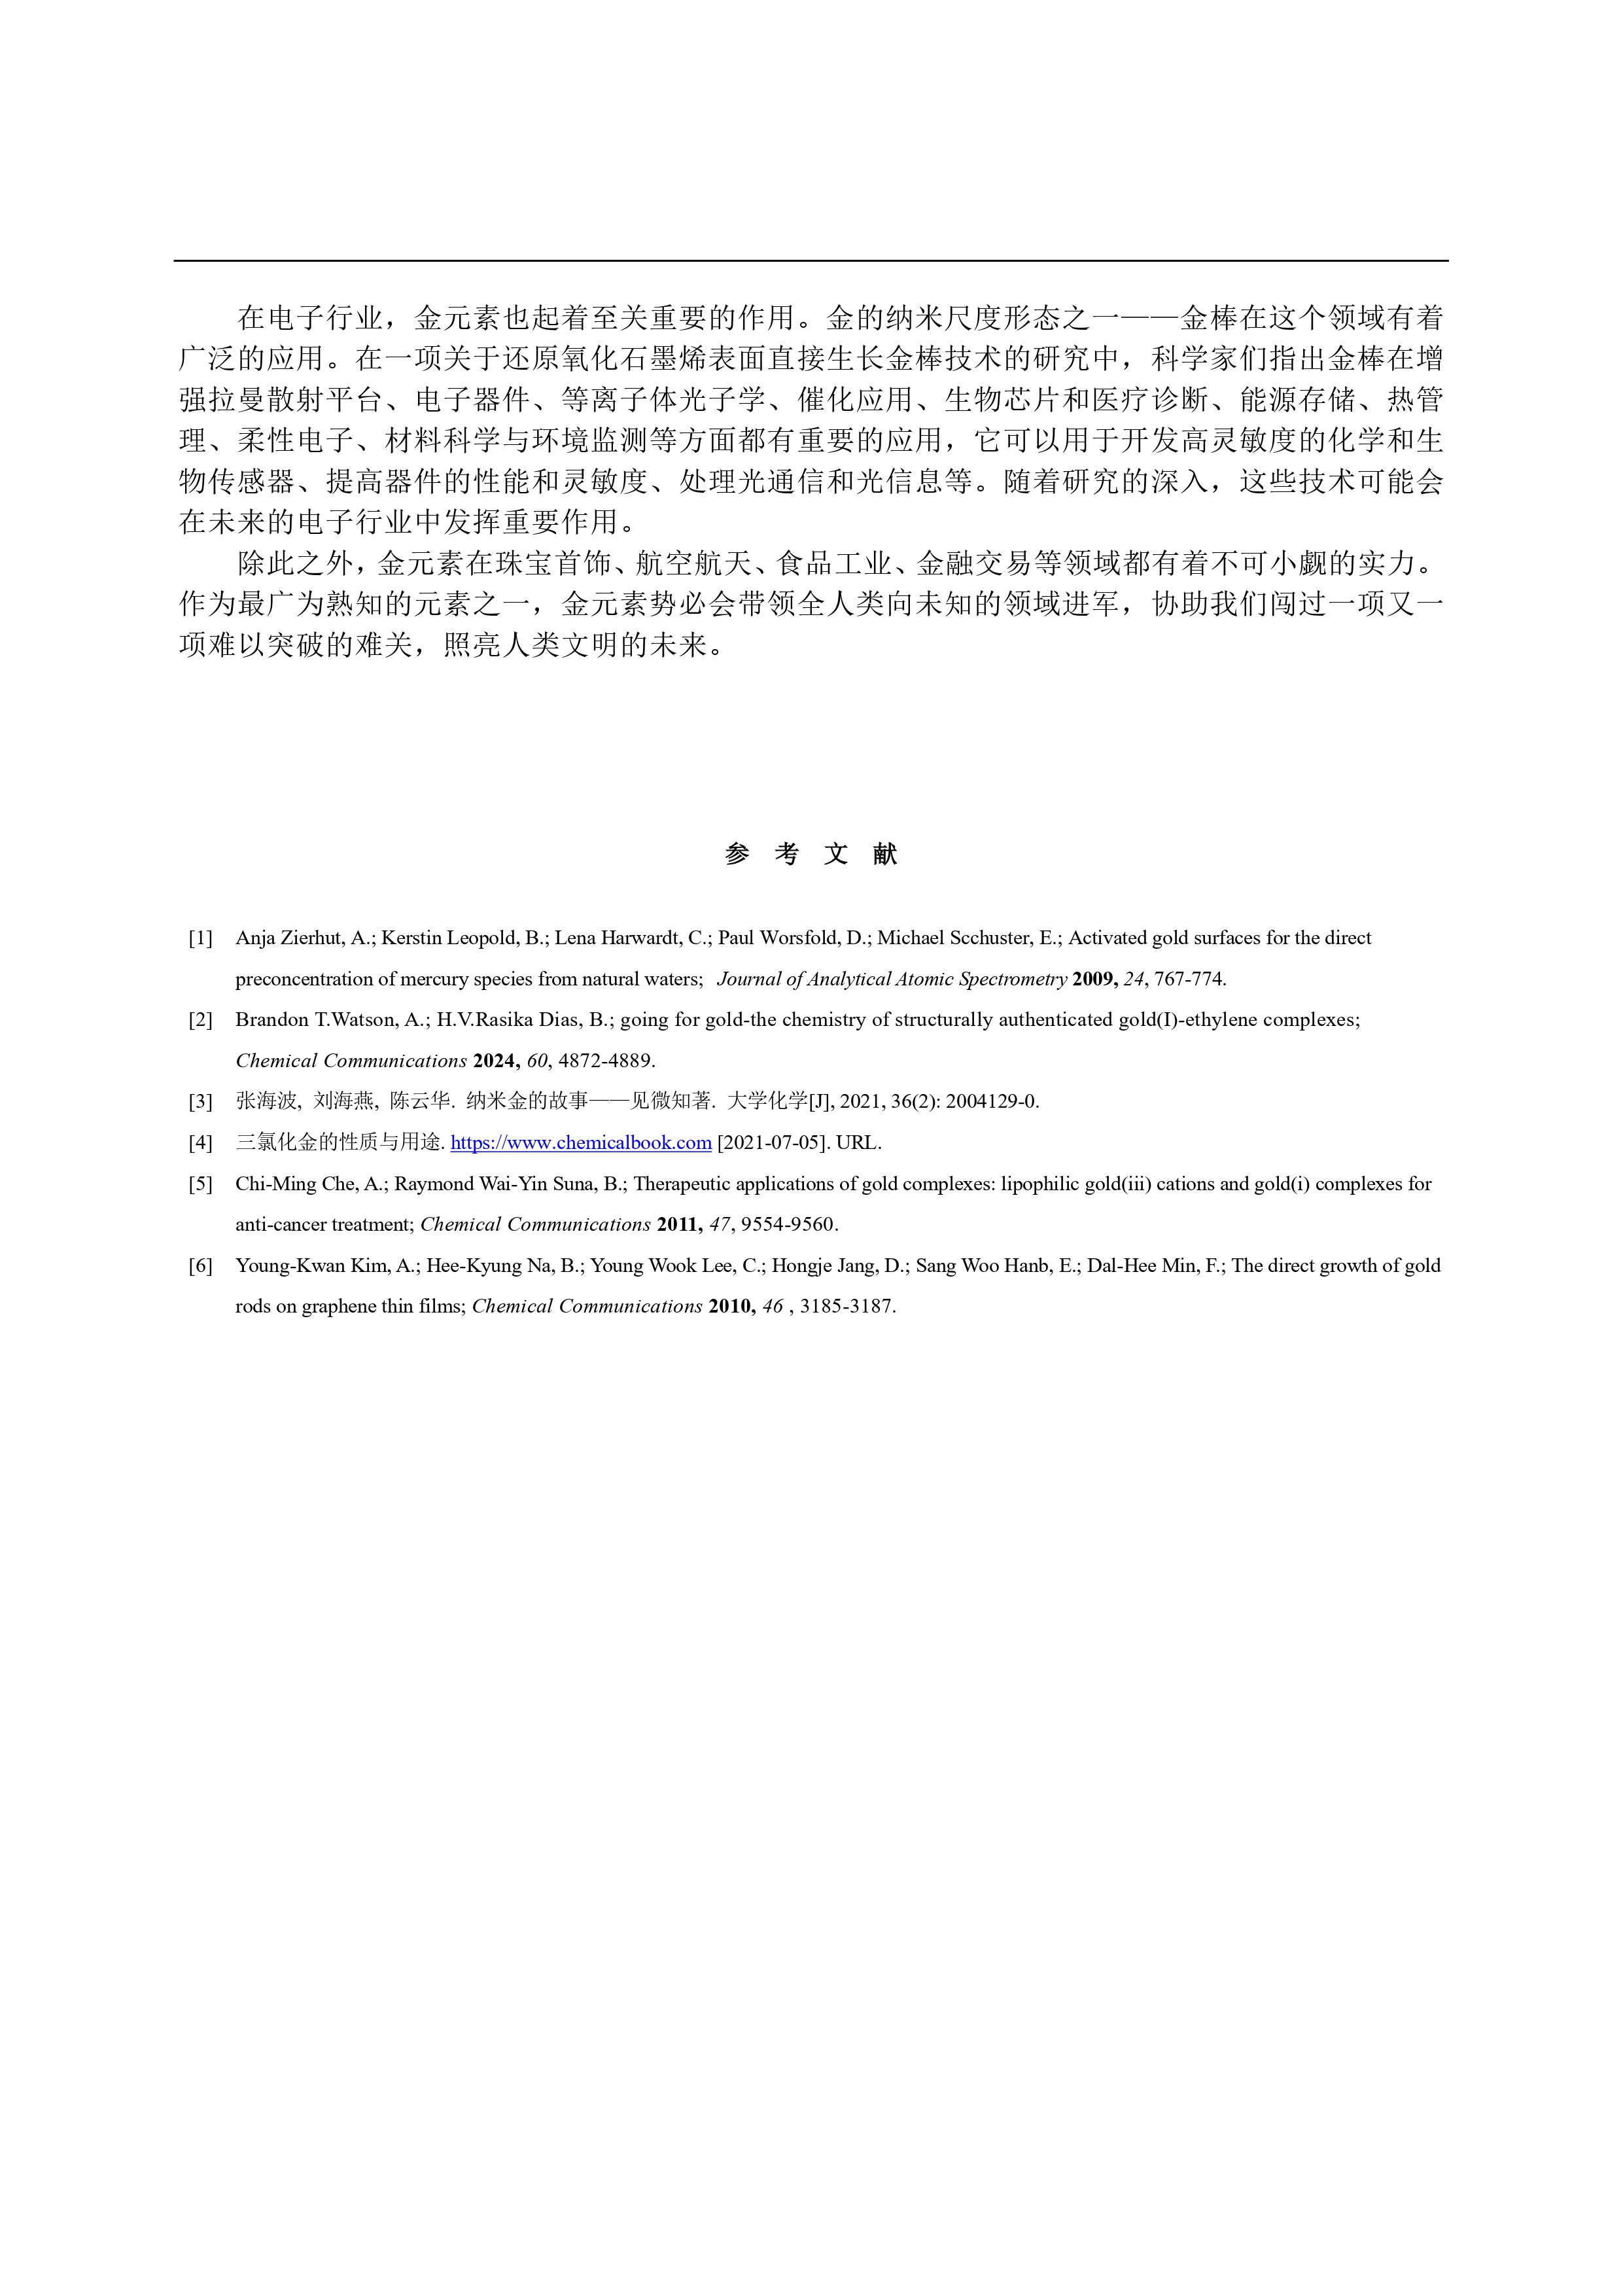 在电子行业，金元素也起着至关重要的作用。金的纳米尺度形态之一——金棒在这个领域有着
广泛的应用。在一项关于还原氧化石墨烯表面直接生长金棒技术的研究中，科学家们指出金棒在增
强拉曼散射平台、电子器件、等离子体光子学、催化应用、生物芯片和医疗诊断、能源存储、热管
理、柔性电子、材料科学与环境监测等方面都有重要的应用，它可以用于开发高灵敏度的化学和生
物传感器、提高器件的性能和灵敏度、处理光通信和光信息等。随着研究的深入，这些技术可能会
在未来的电子行业中发挥重要作用。
除此之外，金元素在珠宝首饰、航空航天、食品工业、金融交易等领域都有着不可小觑的实力。
作为最广为熟知的元素之一，金元素势必会带领全人类向未知的领域进军，协助我们闯过一项又一
项难以突破的难关，照亮人类文明的未来。
参 考 文 献
[1] Anja Zierhut, A.; Kerstin Leopold, B.; Lena Harwardt, C.; Paul Worsfold, D.; Michael Scchuster, E.; Activated gold surfaces for the direct
preconcentration of mercury species from natural waters; Journal of Analytical Atomic Spectrometry 2009, 24, 767-774.
[2] Brandon T.Watson, A.; H.V.Rasika Dias, B.; going for gold-the chemistry of structurally authenticated gold(I)-ethylene complexes;
Chemical Communications 2024, 60, 4872-4889.
[3] 张海波, 刘海燕, 陈云华. 纳米金的故事——见微知著. 大学化学[J], 2021, 36(2): 2004129-0.
[4] 三氯化金的性质与用途. https://www.chemicalbook.com [2021-07-05]. URL.
[5] Chi-Ming Che, A.; Raymond Wai-Yin Suna, B.; Therapeutic applications of gold complexes: lipophilic gold(iii) cations and gold(i) complexes for
anti-cancer treatment; Chemical Communications 2011, 47, 9554-9560.
[6] Young-Kwan Kim, A.; Hee-Kyung Na, B.; Young Wook Lee, C.; Hongje Jang, D.; Sang Woo Hanb, E.; Dal-Hee Min, F.; The direct growth of gold
rods on graphene thin films; Chemical Communications 2010, 46 , 3185-3187.